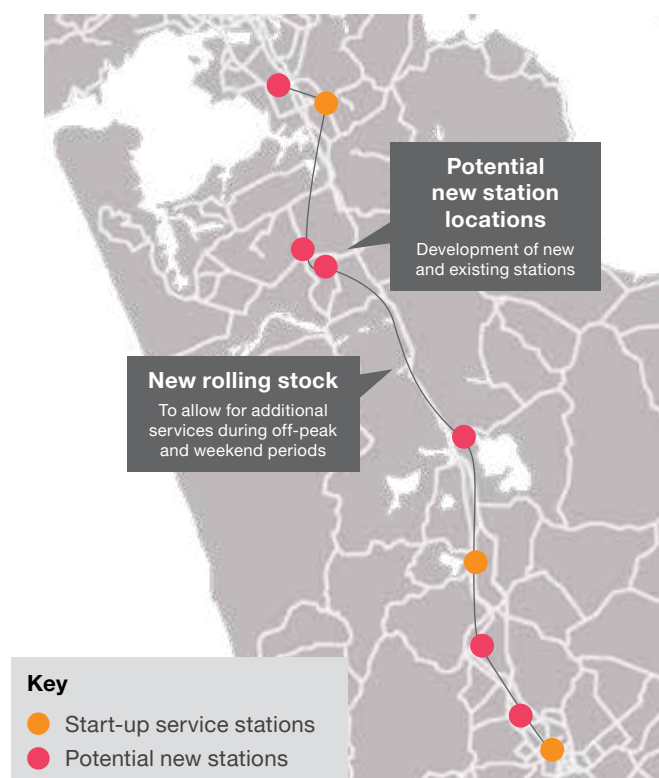 Potential
new station
locations
Development of new
and existing stations
New rolling stock
To allow for additional
services during off-peak
and weekend periods
Key
Start-up service stations
Potential new stations